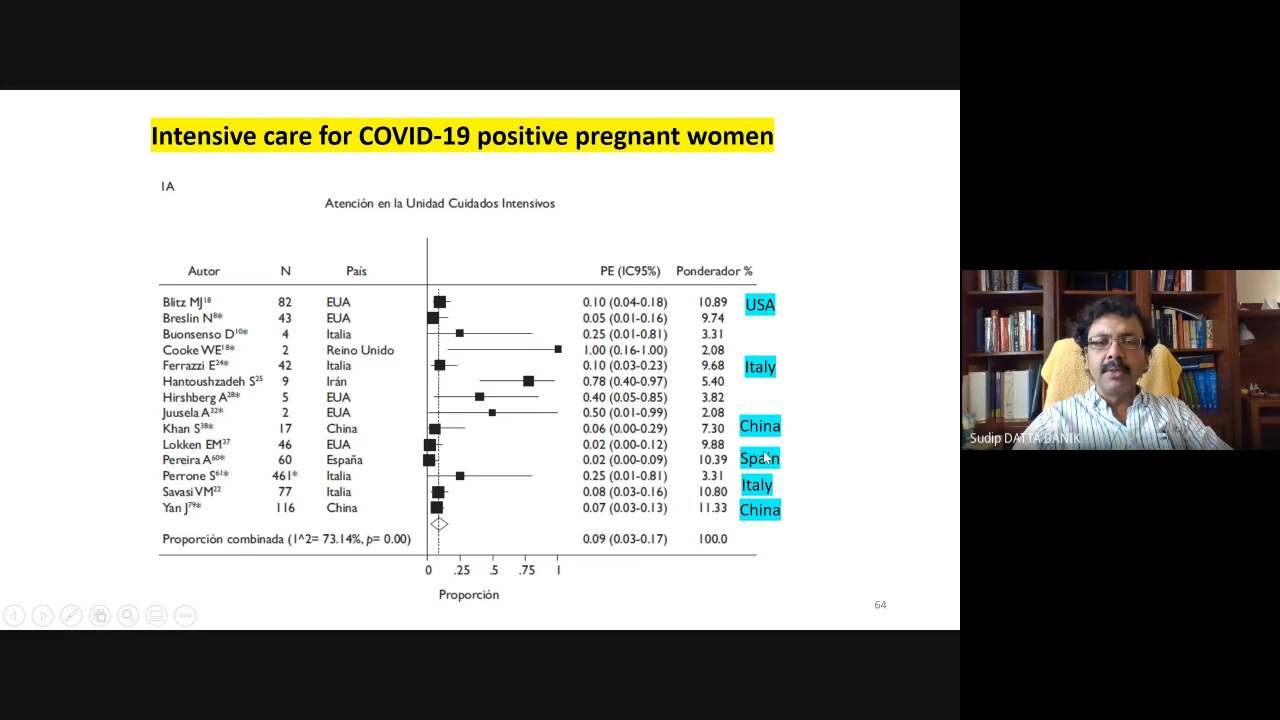 Intensive care for COVID-19 positive pregnant women
1A
Atención en la Unidad Cuidados Intensivos
Autor N País PE (IC95%) Ponderador %
Blitz MJ18 82 EUA 0.10 (0.04-0.18) 10.89 USA
Breslin N8* 43 EUA 0.05 (0.01-0.16) 9.74
Buonsenso D10* 4 Italia 0.25 (0.01-0.81) 3.31
Cooke WE18* 2 Reino Unido 1.00 (0.16-1.00) 2.08
Ferrazzi E24* 42 Italia 0.10 (0.03-0.23) 9.68 Italy
Hantoushzadeh S25 9 Irán 0.78 (0.40-0.97) 5.40
Hirshberg A28* 5 EUA 0.40 (0.05-0.85) 3.82
Juusela A32* 2 EUA 0.50 (0.01-0.99) 2.08
Khan S38* 17 China 0.06 (0.00-0.29) 7.30 China
Lokken EM37 46 EUA 0.02 (0.00-0.12) 9.88
Pereira A60* 60 España 0.02 (0.00-0.09) 10.39 Spain
Perrone S61* 461* Italia 0.25 (0.01-0.81) 3.31
Savasi VM22 77 Italia 0.08 (0.03-0.16) 10.80 Italy
Yan J79* 116 China 0.07 (0.03-0.13) 11.33 China
Proporción combinada (1^2= 73.14%, p= 0.00) 0.09 (0.03-0.17) 100.0
0 .25 .5 .75 1
Proporción
64
Sudip DATTA BANIK